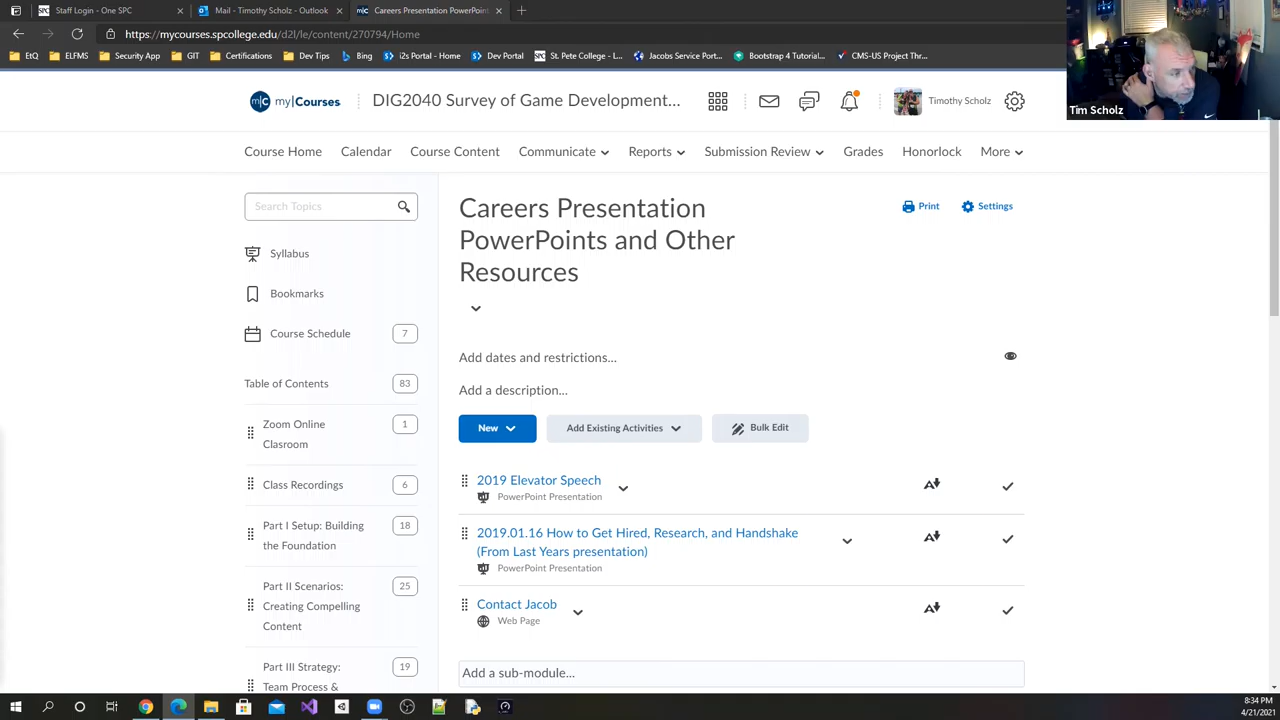 Staff Login - One SPC
Mail - Timothy Scholz - Outlook
Careers Presentation PowerPoint
https://mycourses.spcollege.edu/d2l/le/content/270794/Home
EtQ
ELFMS
Security App
GIT
Certifications
Dev Tips
Bing
i2s Portal - Home
Dev Portal
St. Pete College - L...
Jacobs Service Port...
Bootstrap 4 Tutorial...
CMS-US Project Thr...
Tim Scholz
m|C my|Courses
DIG2040 Survey of Game Development...
Timothy Scholz
Course Home
Calendar
Course Content
Communicate
Reports
Submission Review
Grades
Honorlock
More
Search Topics
Syllabus
Bookmarks
Course Schedule
7
Table of Contents
83
Zoom Online
Clasroom
1
Class Recordings
6
Part I Setup: Building
the Foundation
18
Part II Scenarios:
Creating Compelling
Content
25
Part III Strategy:
Team Process &
19
Careers Presentation
PowerPoints and Other
Resources
Print
Settings
Add dates and restrictions...
Add a description...
New
Add Existing Activities
Bulk Edit
2019 Elevator Speech
PowerPoint Presentation
2019.01.16 How to Get Hired, Research, and Handshake
(From Last Years presentation)
PowerPoint Presentation
Contact Jacob
Web Page
Add a sub-module...
8:34 PM
4/21/2021